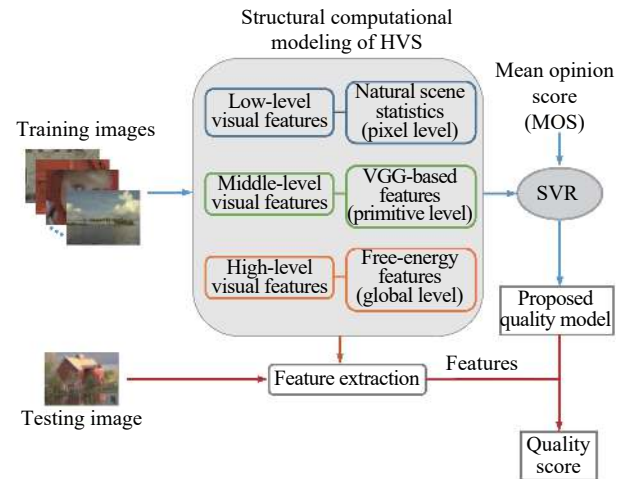 Structural computational
modeling of HVS
Mean opinion
score
(MOS)
Training images
Low-level
visual features
Natural scene
statistics
(pixel level)
Middle-level
visual features
VGG-based
features
(primitive level)
SVR
High-level
visual features
Free-energy
features
(global level)
Proposed
quality model
Feature extraction
Features
Testing image
Quality
score